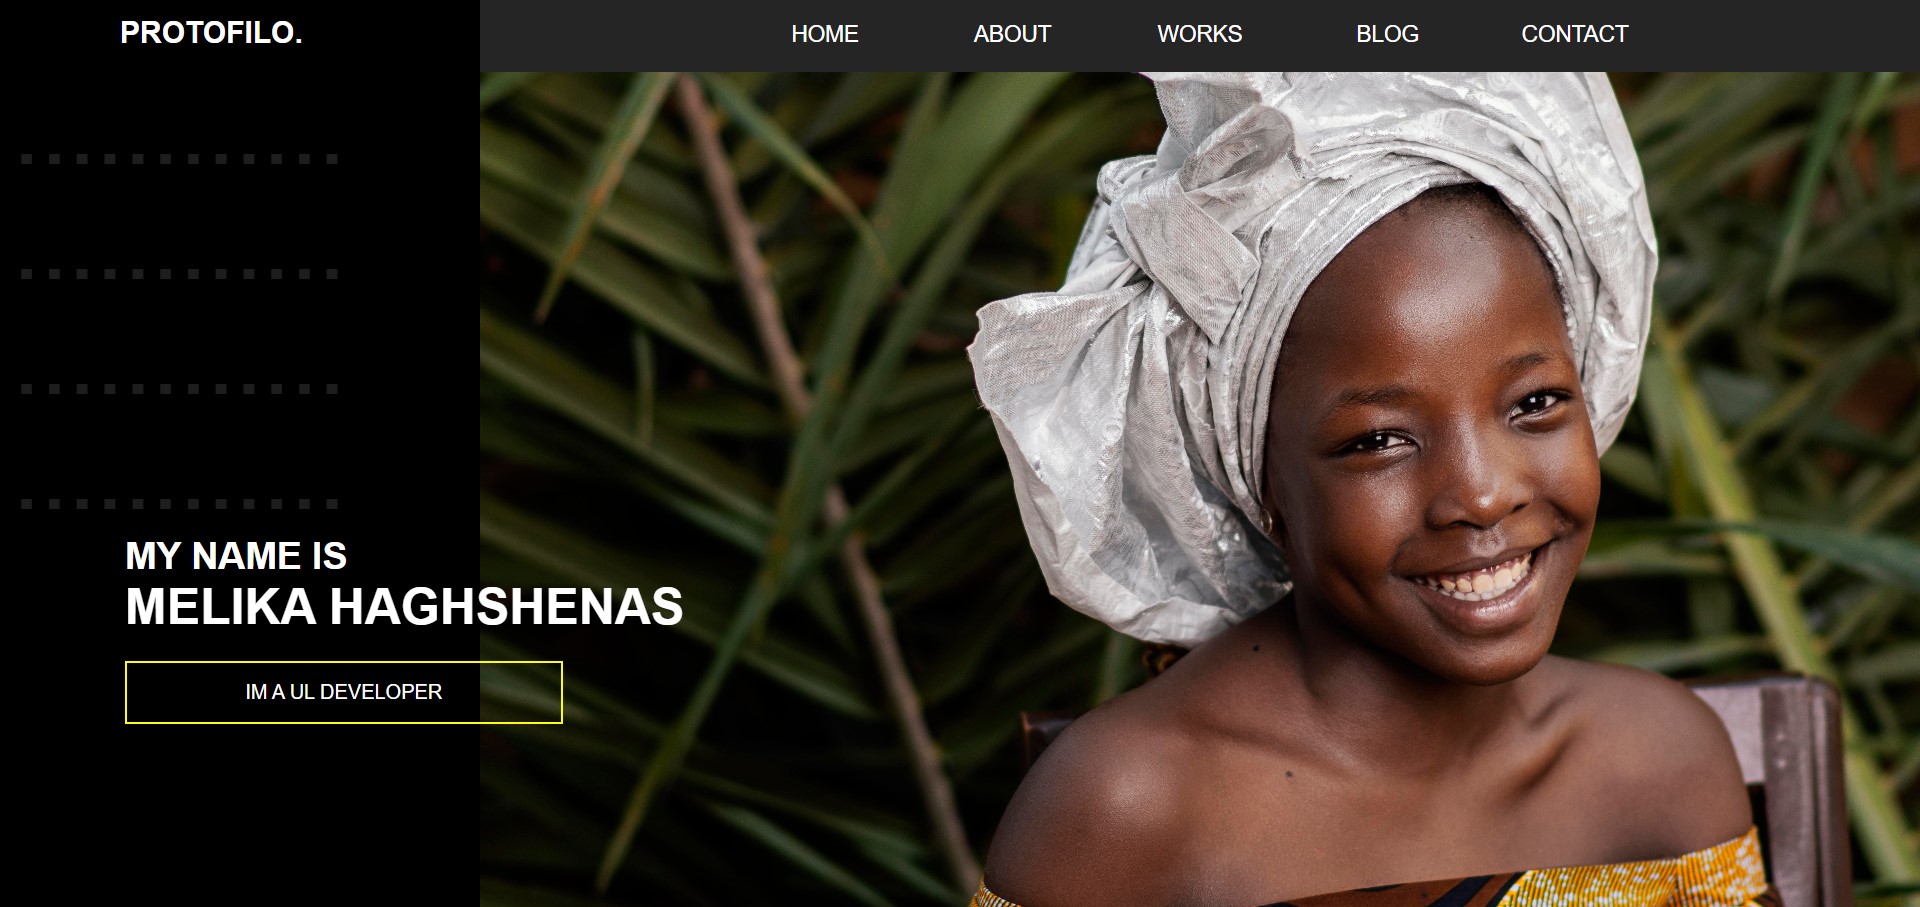 PROTOFILO.
HOME ABOUT WORKS BLOG CONTACT
MY NAME IS
MELIKA HAGHSHENAS
IM A UL DEVELOPER